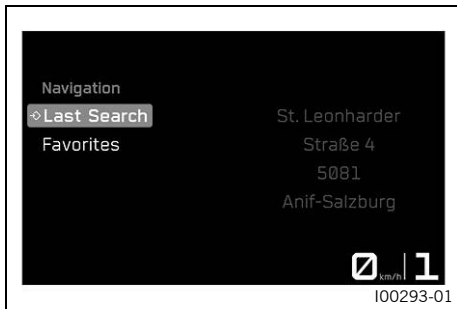 Navigation
Last Search
Favorites
St. Leonharder
Straße 4
5081
Anif-Salzburg
0 km/h 1
I00293-01